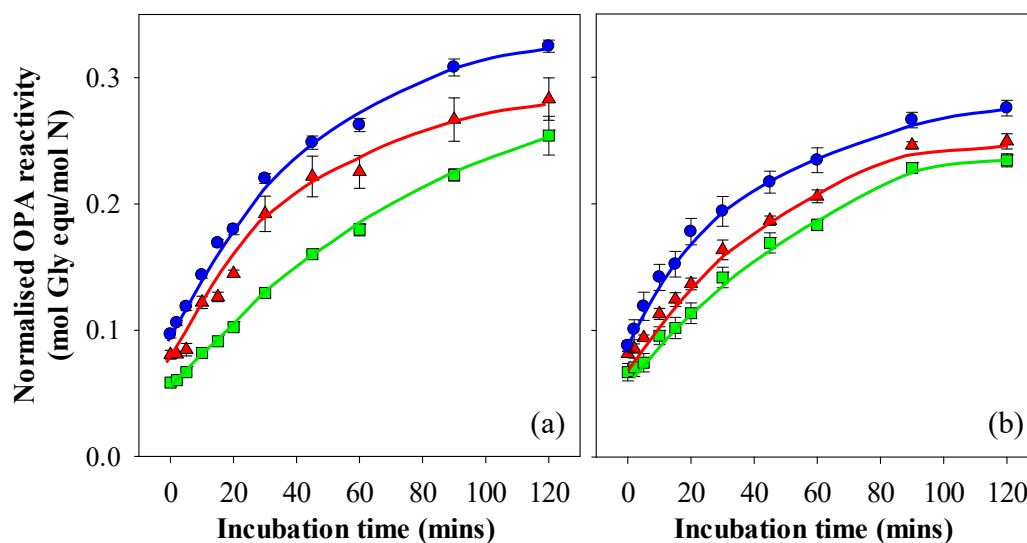 Normalised OPA reactivity
(mol Gly equ/mol N)
0.3
0.2
0.1
0.0
(a)
(b)
0 20 40 60 80 100 120
0 20 40 60 80 100 120
Incubation time (mins)
Incubation time (mins)